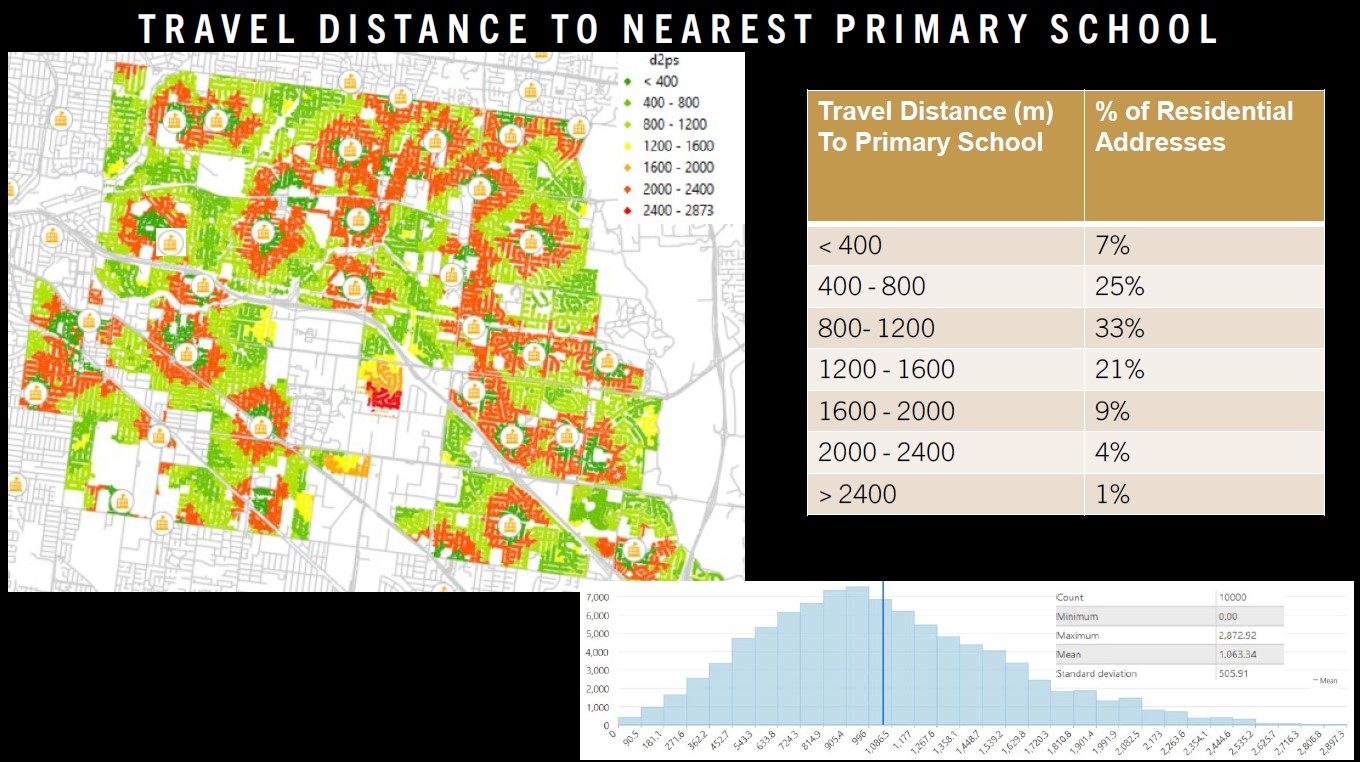 TRAVEL DISTANCE TO NEAREST PRIMARY SCHOOL
d2ps
< 400
400 - 800
800 - 1200
1200 - 1600
1600 - 2000
2000 - 2400
2400 - 2873
Travel Distance (m) To Primary School % of Residential Addresses
< 400 7%
400 - 800 25%
800- 1200 33%
1200 - 1600 21%
1600 - 2000 9%
2000 - 2400 4%
> 2400 1%
7,000
6,000
5,000
4,000
3,000
2,000
1,000
0
Count 10000
Minimum 0.00
Maximum 2,872.92
Mean 1,063.34
Standard deviation 505.91
Mean
0 90.5 181.1 271.6 362.2 452.7 543.3 633.8 724.3 814.9 905.4 996 1,086.5 1,177 1,267.6 1,358.1 1,448.7 1,539.2 1,629.8 1,720.3 1,810.8 1,901.4 1,991.9 2,082.5 2,173 2,263.6 2,354.1 2,444.6 2,535.2 2,625.7 2,716.3 2,806.8 2,897.3